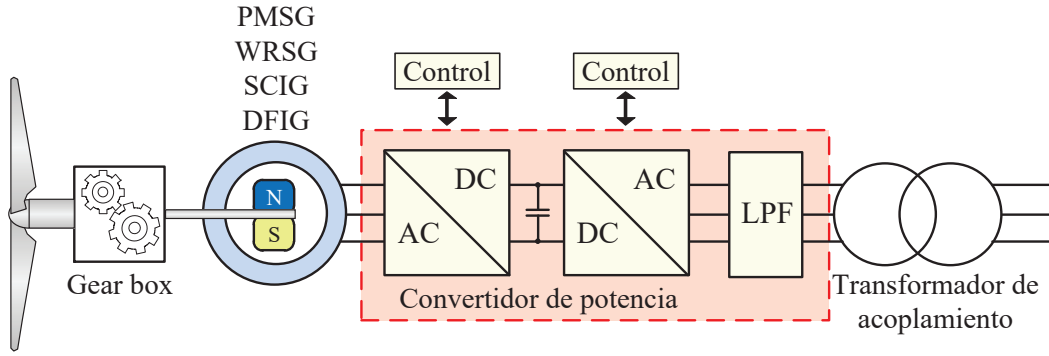 PMSG
WRSG
SCIG
DFIG
Control
Control
DC
AC
AC
DC
LPF
N
S
Gear box
Convertidor de potencia
Transformador de
acoplamiento